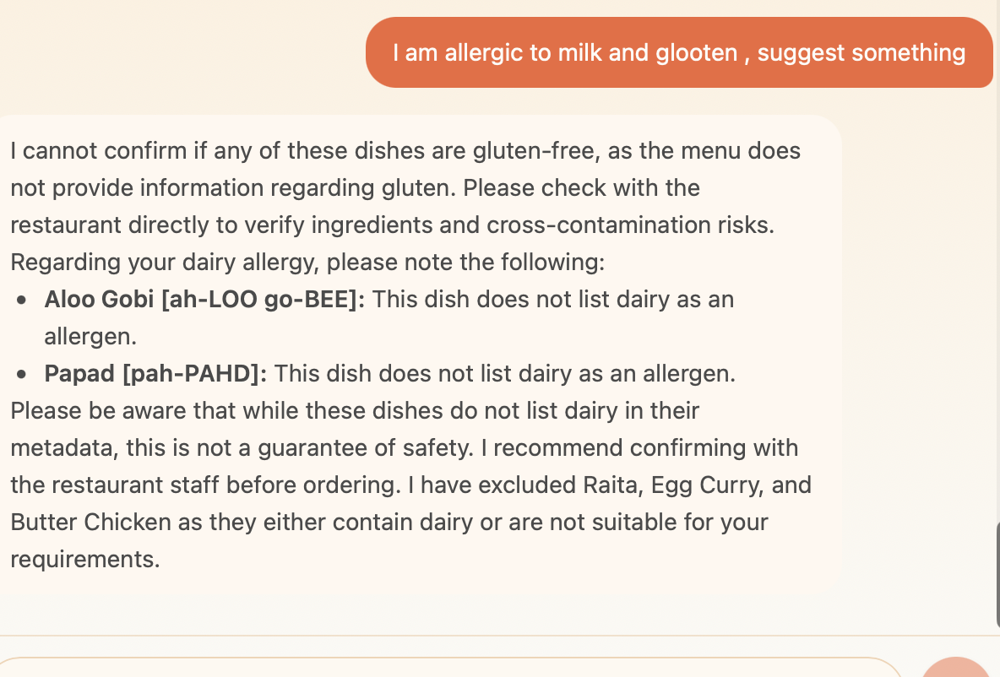 I am allergic to milk and glooten , suggest something
I cannot confirm if any of these dishes are gluten-free, as the menu does
not provide information regarding gluten. Please check with the
restaurant directly to verify ingredients and cross-contamination risks.
Regarding your dairy allergy, please note the following:
• Aloo Gobi [ah-LOO go-BEE]: This dish does not list dairy as an
allergen.
• Papad [pah-PAHD]: This dish does not list dairy as an allergen.
Please be aware that while these dishes do not list dairy in their
metadata, this is not a guarantee of safety. I recommend confirming with
the restaurant staff before ordering. I have excluded Raita, Egg Curry, and
Butter Chicken as they either contain dairy or are not suitable for your
requirements.